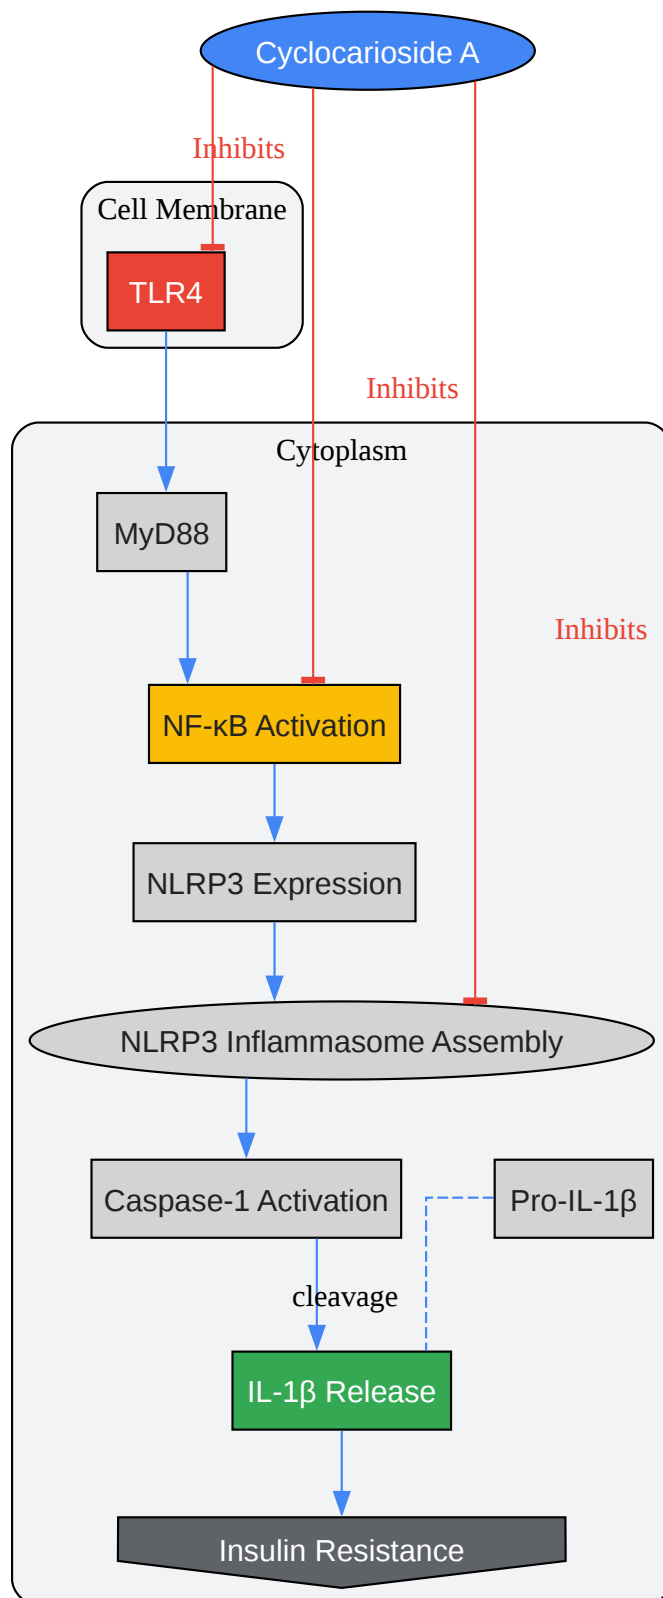 Cyclocarioside A
Inhibits
Cell Membrane
TLR4
Inhibits
Cytoplasm
MyD88
Inhibits
NF-κB Activation
NLRP3 Expression
NLRP3 Inflammasome Assembly
Caspase-1 Activation
Pro-IL-1β
cleavage
IL-1β Release
Insulin Resistance